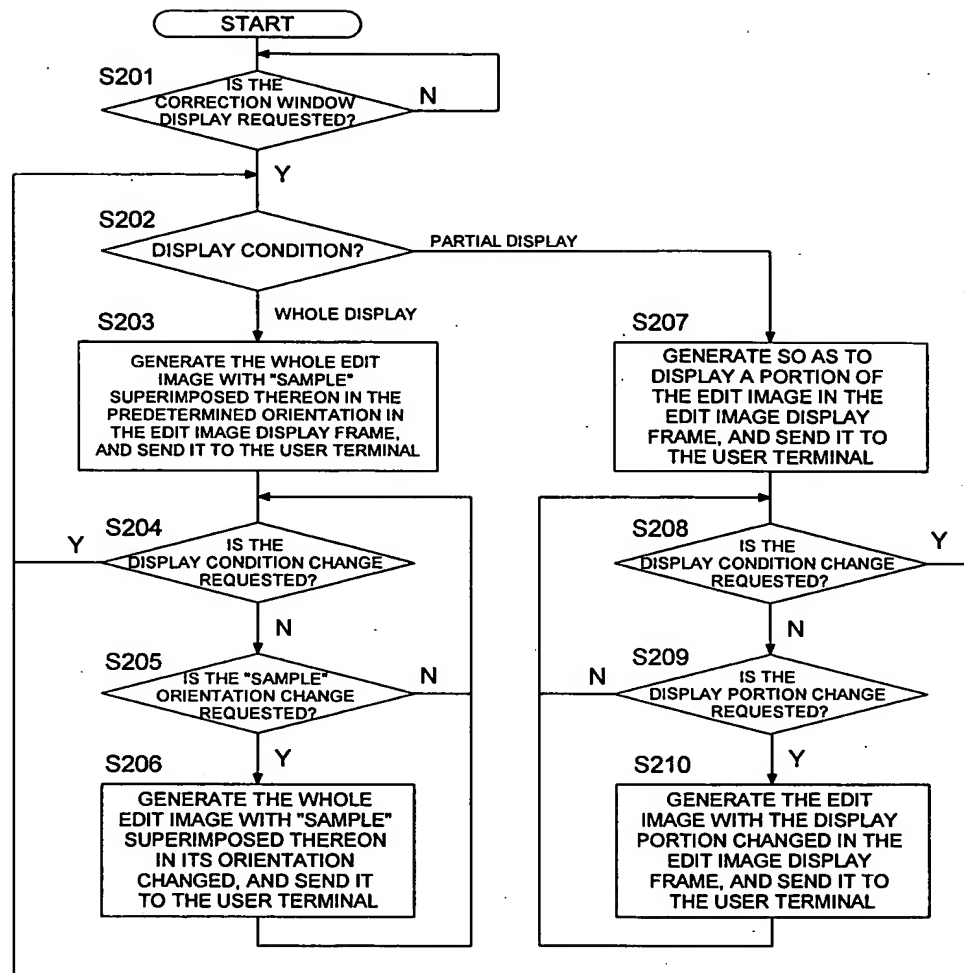 START
S201
IS THE
CORRECTION WINDOW
DISPLAY REQUESTED?
N
Y
S202
DISPLAY CONDITION?
PARTIAL DISPLAY
WHOLE DISPLAY
S203
GENERATE THE WHOLE EDIT
IMAGE WITH "SAMPLE"
SUPERIMPOSED THEREON IN THE
PREDETERMINED ORIENTATION IN
THE EDIT IMAGE DISPLAY FRAME,
AND SEND IT TO THE USER TERMINAL
S207
GENERATE SO AS TO
DISPLAY A PORTION OF
THE EDIT IMAGE IN THE
EDIT IMAGE DISPLAY
FRAME, AND SEND IT TO
THE USER TERMINAL
S204
Y
IS THE
DISPLAY CONDITION CHANGE
REQUESTED?
N
S208
IS THE
DISPLAY CONDITION CHANGE
REQUESTED?
Y
N
S205
IS THE "SAMPLE"
ORIENTATION CHANGE
REQUESTED?
N
Y
S209
N
IS THE
DISPLAY PORTION CHANGE
REQUESTED?
Y
S206
GENERATE THE WHOLE
EDIT IMAGE WITH "SAMPLE"
SUPERIMPOSED THEREON
IN ITS ORIENTATION
CHANGED, AND SEND IT
TO THE USER TERMINAL
S210
GENERATE THE EDIT
IMAGE WITH THE DISPLAY
PORTION CHANGED IN THE
EDIT IMAGE DISPLAY
FRAME, AND SEND IT TO
THE USER TERMINAL